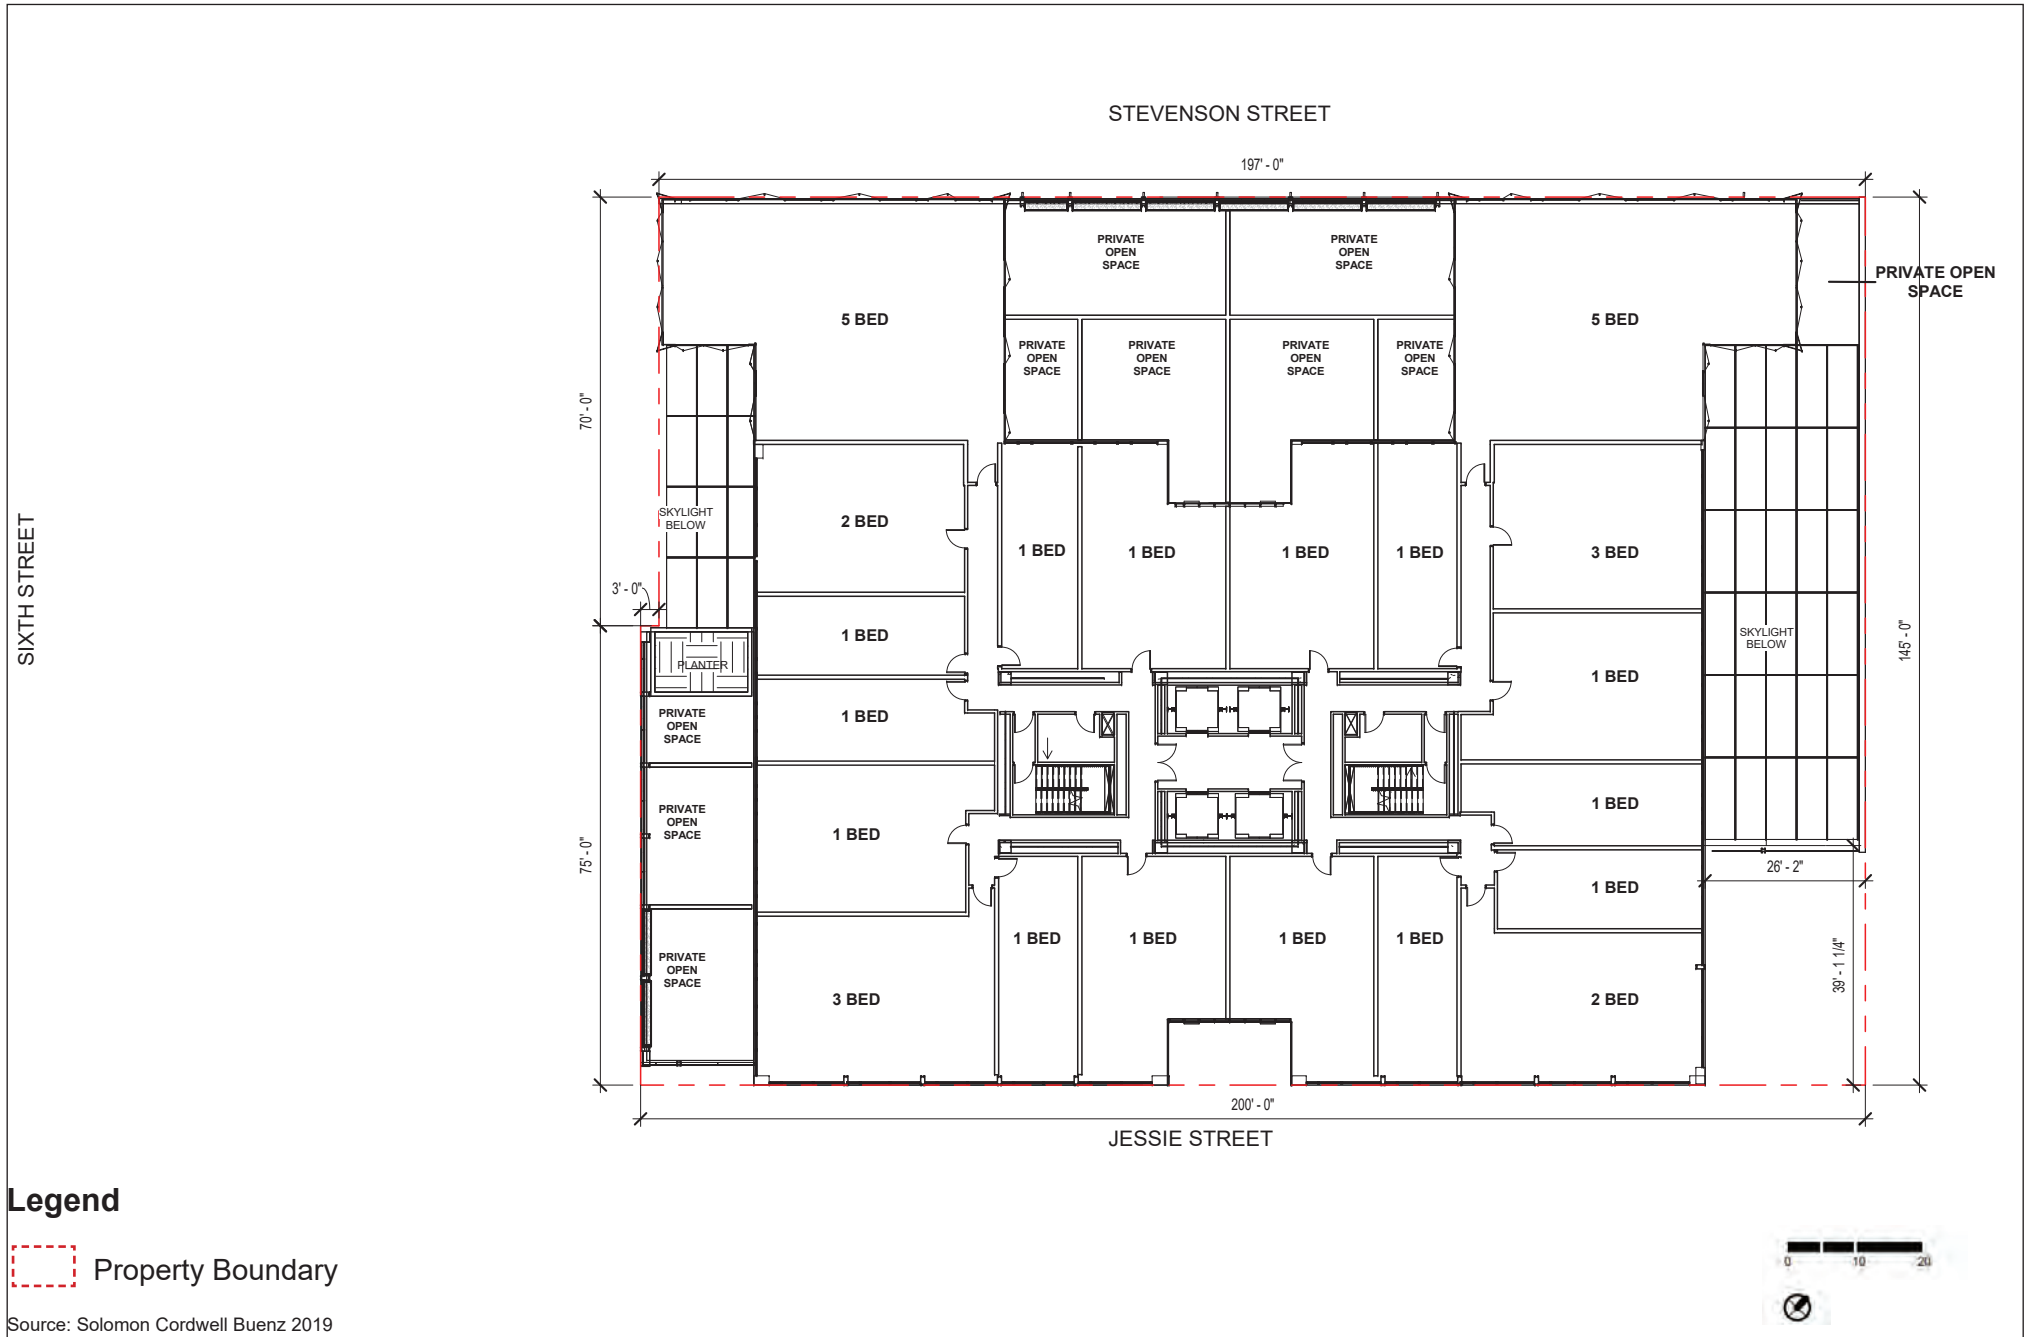 STEVENSON STREET
197' - 0"
PRIVATE
OPEN
SPACE
PRIVATE
OPEN
SPACE
PRIVATE OPEN
SPACE
5 BED
5 BED
PRIVATE
OPEN
SPACE
PRIVATE
OPEN
SPACE
PRIVATE
OPEN
SPACE
PRIVATE
OPEN
SPACE
70' - 0"
SKYLIGHT
BELOW
2 BED
1 BED
1 BED
1 BED
1 BED
3 BED
SIXTH STREET
3' - 0"
1 BED
SKYLIGHT
BELOW
145' - 0"
PLANTER
1 BED
PRIVATE
OPEN
SPACE
1 BED
PRIVATE
OPEN
SPACE
1 BED
1 BED
75' - 0"
26' - 2"
1 BED
1 BED
1 BED
1 BED
1 BED
PRIVATE
OPEN
SPACE
39' - 1 1/4"
3 BED
2 BED
200' - 0"
JESSIE STREET
Legend
Property Boundary
0 10 20
Source: Solomon Cordwell Buenz 2019